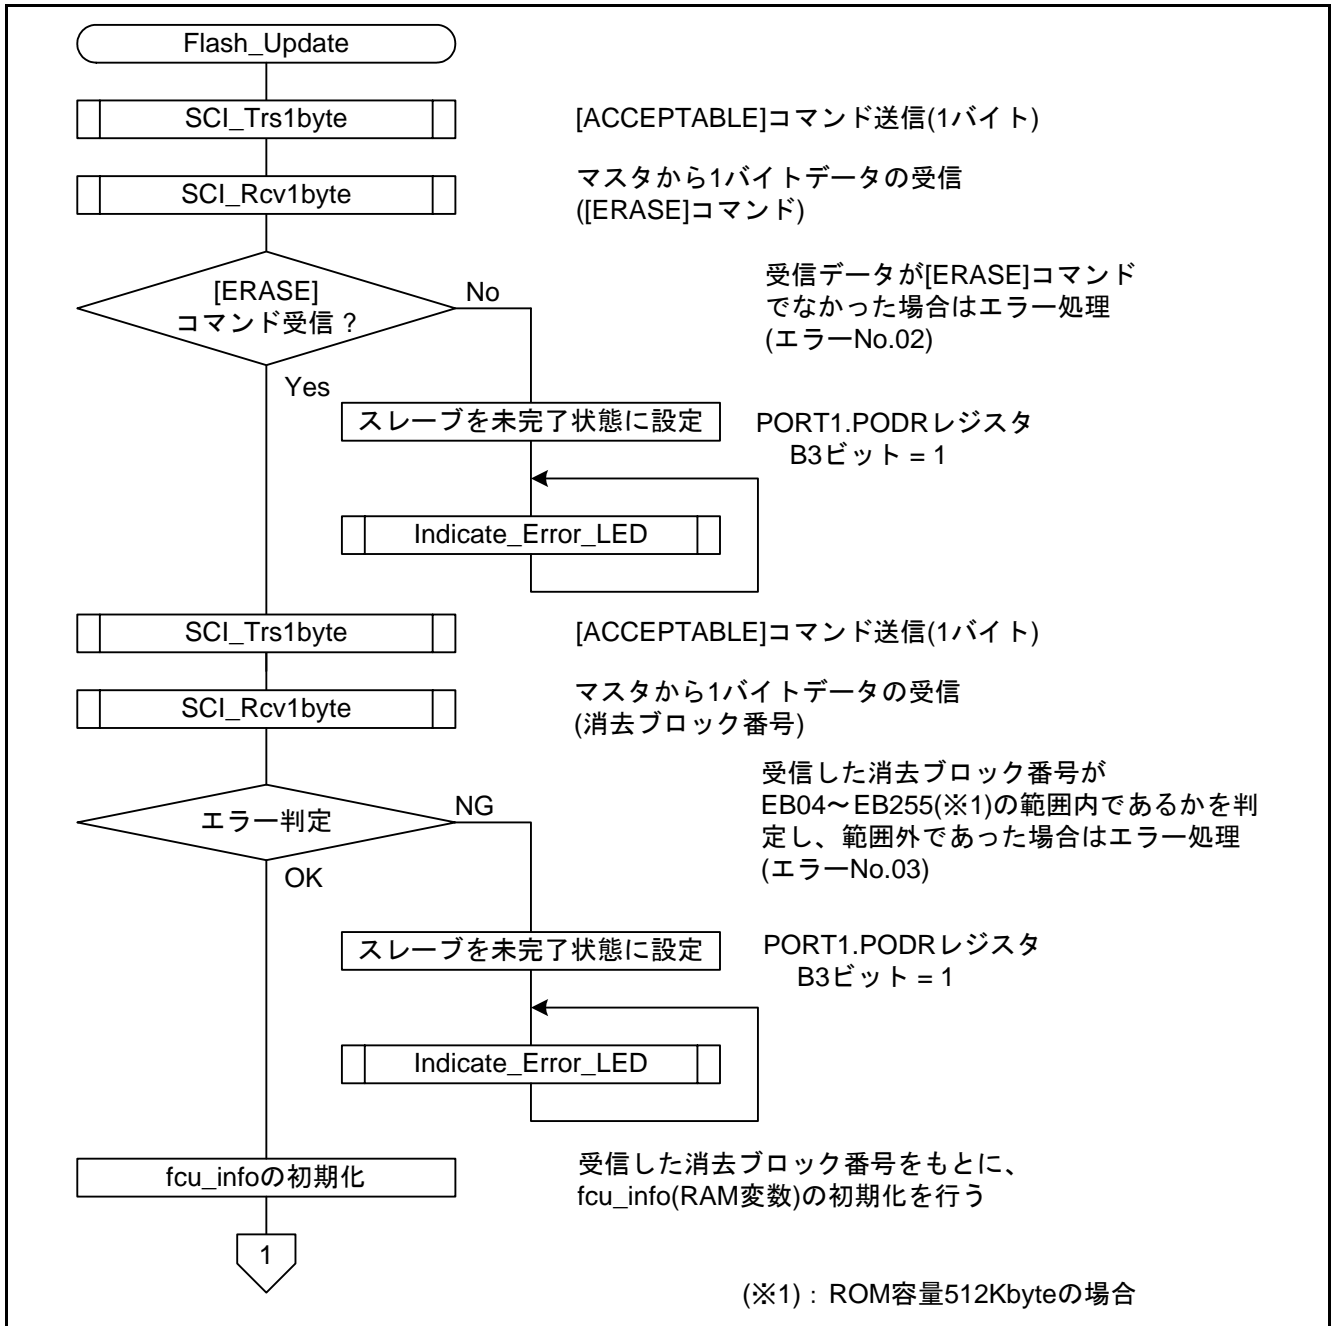 Flash_Update
SCI_Trs1byte
[ACCEPTABLE]コマンド送信(1バイト)
SCI_Rcv1byte
マスタから1バイトデータの受信
([ERASE]コマンド)
[ERASE]
コマンド受信?
No
Yes
受信データが[ERASE]コマンド
でなかった場合はエラー処理
(エラーNo.02)
スレーブを未完了状態に設定
PORT1.PODRレジスタ
B3ビット = 1
Indicate_Error_LED
SCI_Trs1byte
[ACCEPTABLE]コマンド送信(1バイト)
SCI_Rcv1byte
マスタから1バイトデータの受信
(消去ブロック番号)
エラー判定
NG
OK
受信した消去ブロック番号が
EB04~EB255(※1)の範囲内であるかを判
定し、範囲外であった場合はエラー処理
(エラーNo.03)
スレーブを未完了状態に設定
PORT1.PODRレジスタ
B3ビット = 1
Indicate_Error_LED
fcu_infoの初期化
受信した消去ブロック番号をもとに、
fcu_info(RAM変数)の初期化を行う
1
(※1) : ROM容量512Kbyteの場合